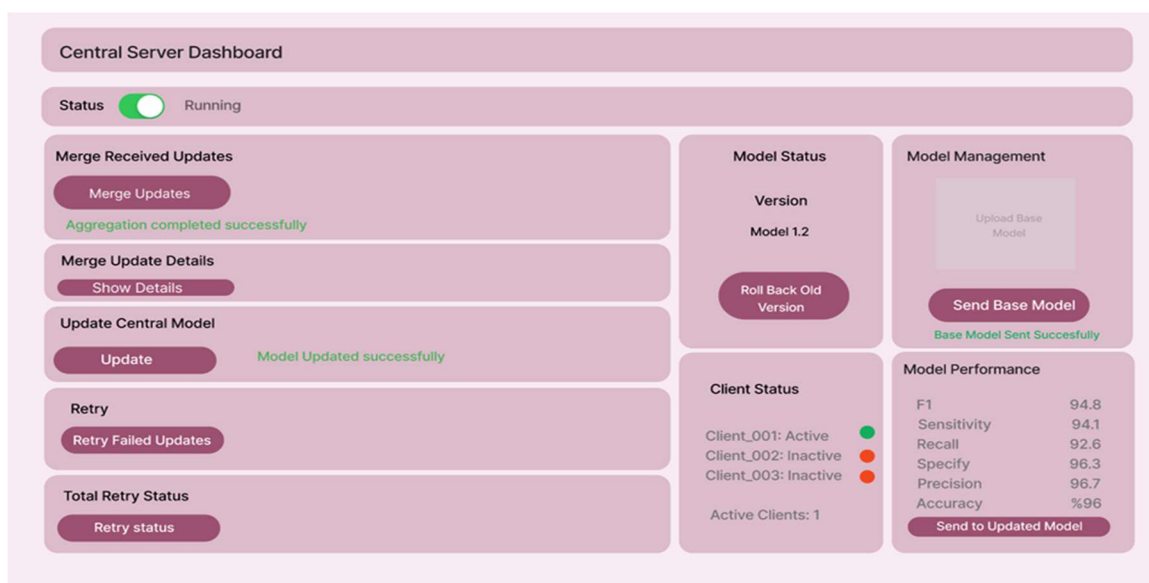 Central Server Dashboard
Status Running
Merge Received Updates
Merge Updates
Aggregation completed successfully
Merge Update Details
Show Details
Update Central Model
Update Model Updated successfully
Retry
Retry Failed Updates
Total Retry Status
Retry status
Model Status
Version
Model 1.2
Roll Back Old
Version
Client Status
Client_001: Active
Client_002: Inactive
Client_003: Inactive
Active Clients: 1
Model Management
Upload Base
Model
Send Base Model
Base Model Sent Succesfully
Model Performance
F1 94.8
Sensitivity 94.1
Recall 92.6
Specify 96.3
Precision 96.7
Accuracy %96
Send to Updated Model